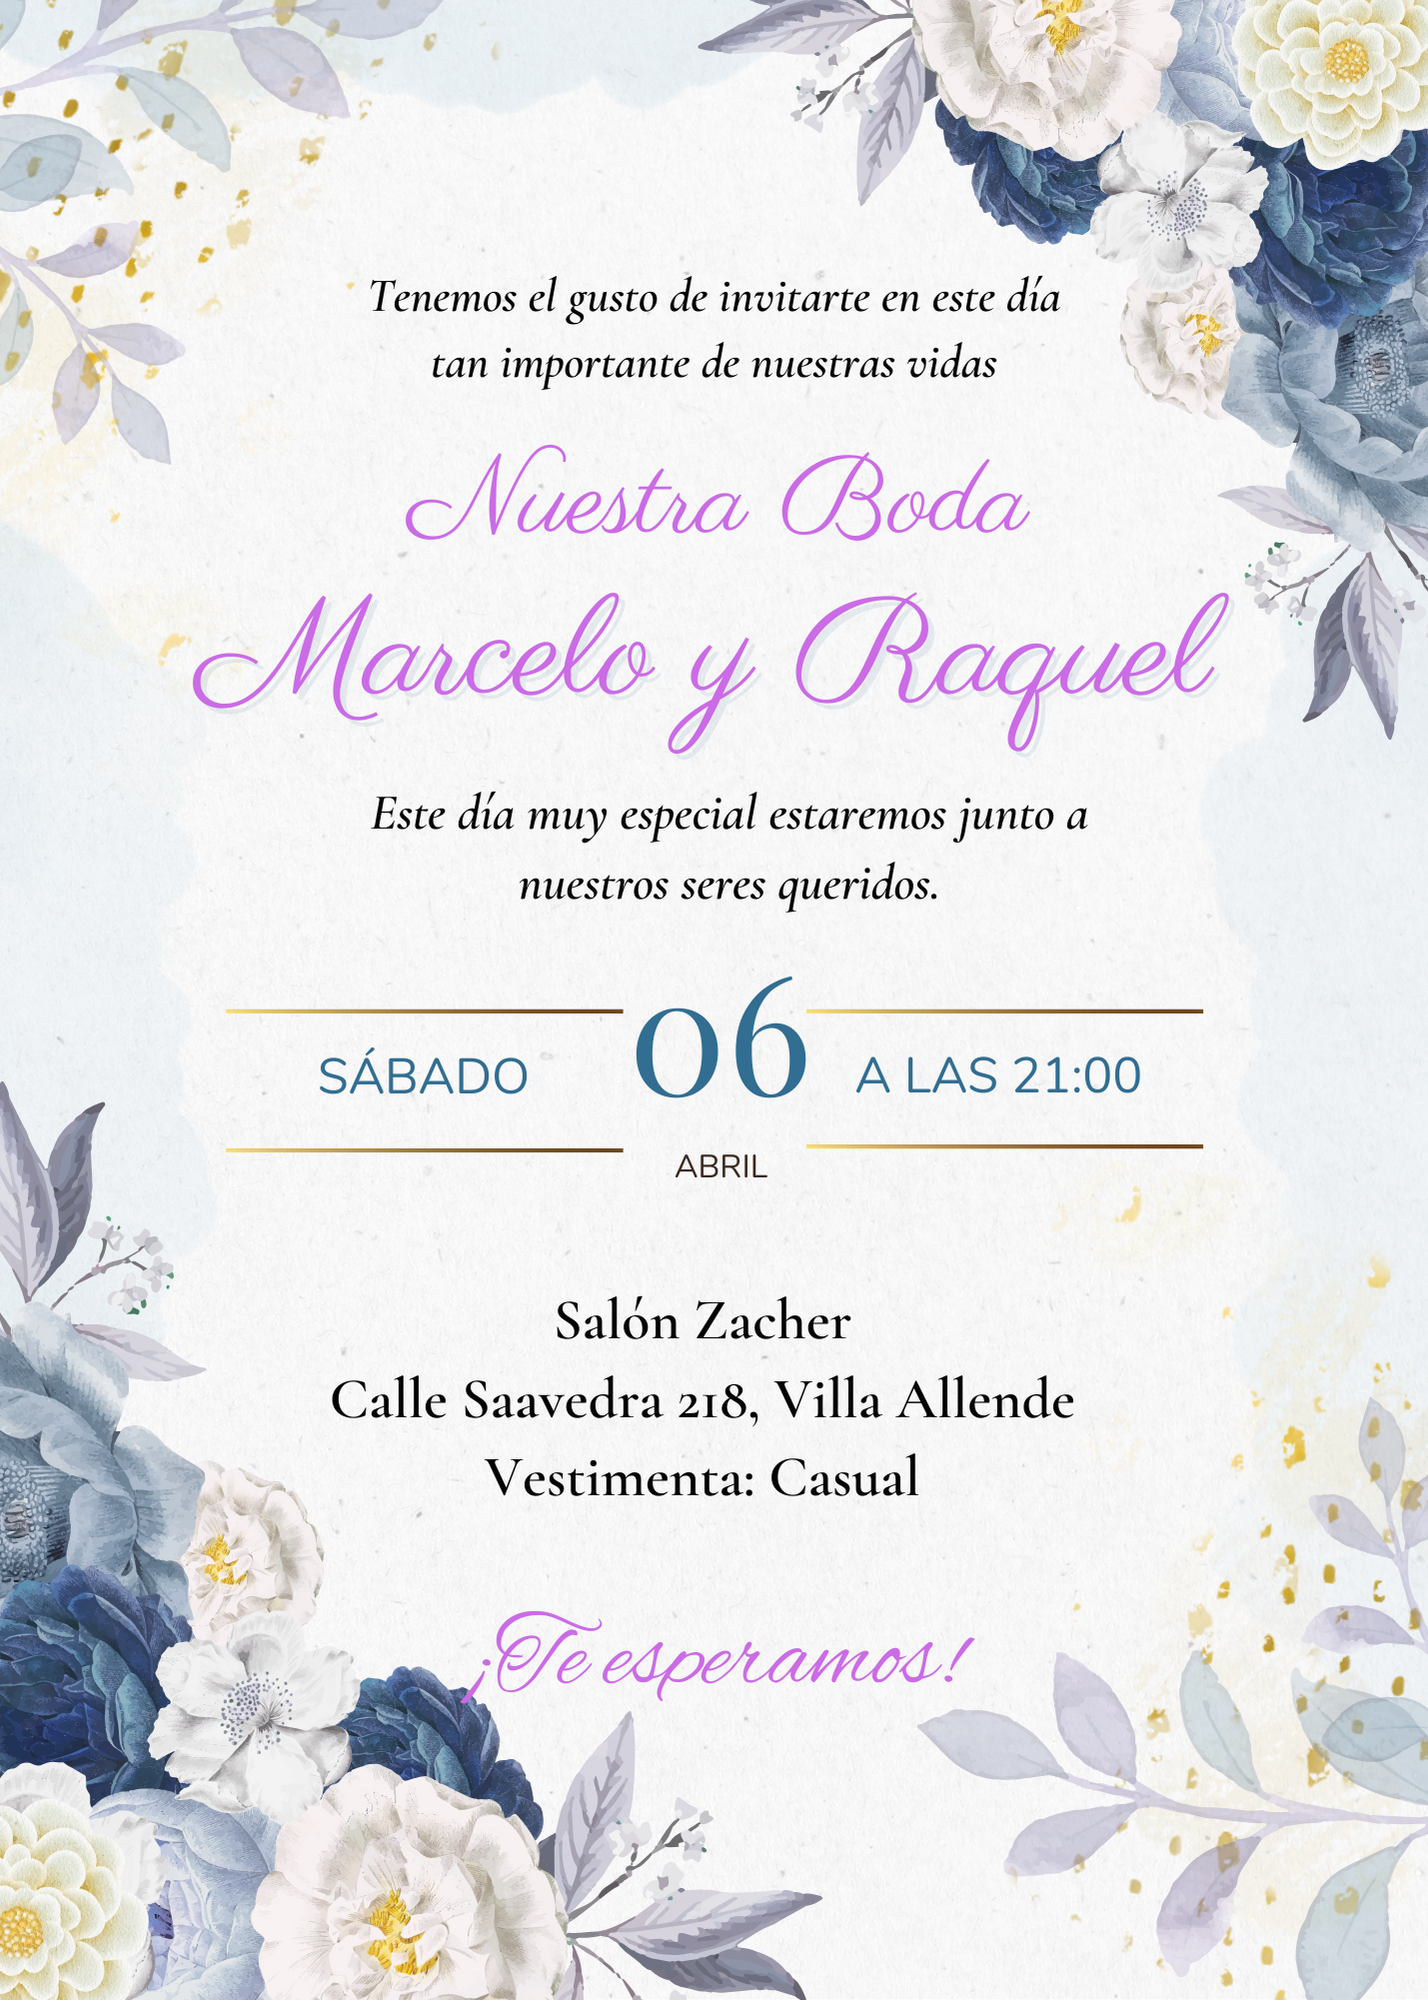 Tenemos el gusto de invitarte en este día
tan importante de nuestras vidas
Nuestra Boda
Marcelo y Raquel
Este día muy especial estaremos junto a
nuestros seres queridos.
SÁBADO
06
A LAS 21:00
ABRIL
Salón Zacher
Calle Saavedra 218, Villa Allende
Vestimenta: Casual
¡Te esperamos!